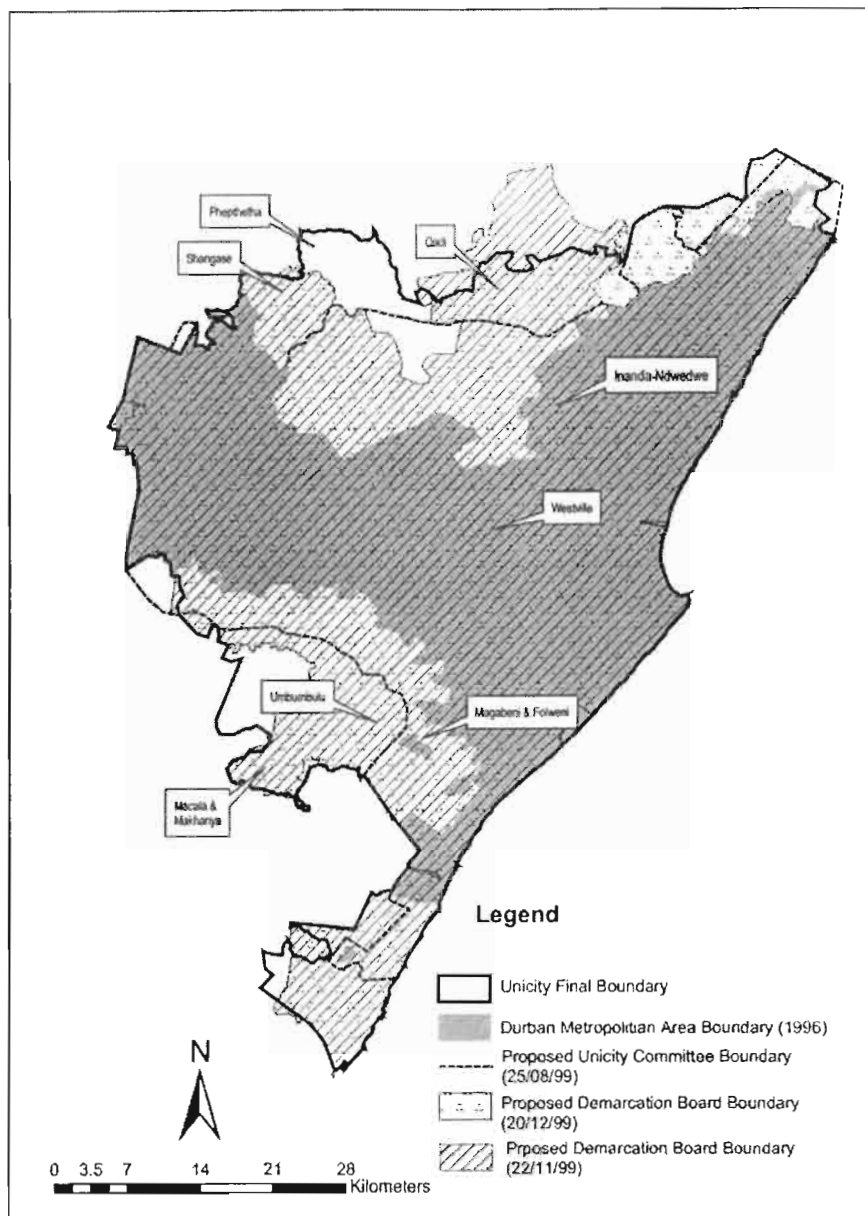 Phepthetha
Shangase
Qadi
Inanda-Ndwedwe
Westville
Umbumbulu
Magabeni & Folweni
Macala &
Makhanya
Legend
Unicity Final Boundary
Durban Metropolitian Area Boundary (1996)
Proposed Unicity Committee Boundary
(25/08/99)
Proposed Demarcation Board Boundary
(20/12/99)
Prposed Demarcation Board Boundary
(22/11/99)
N
0 3.5 7 14 21 28
Kilometers